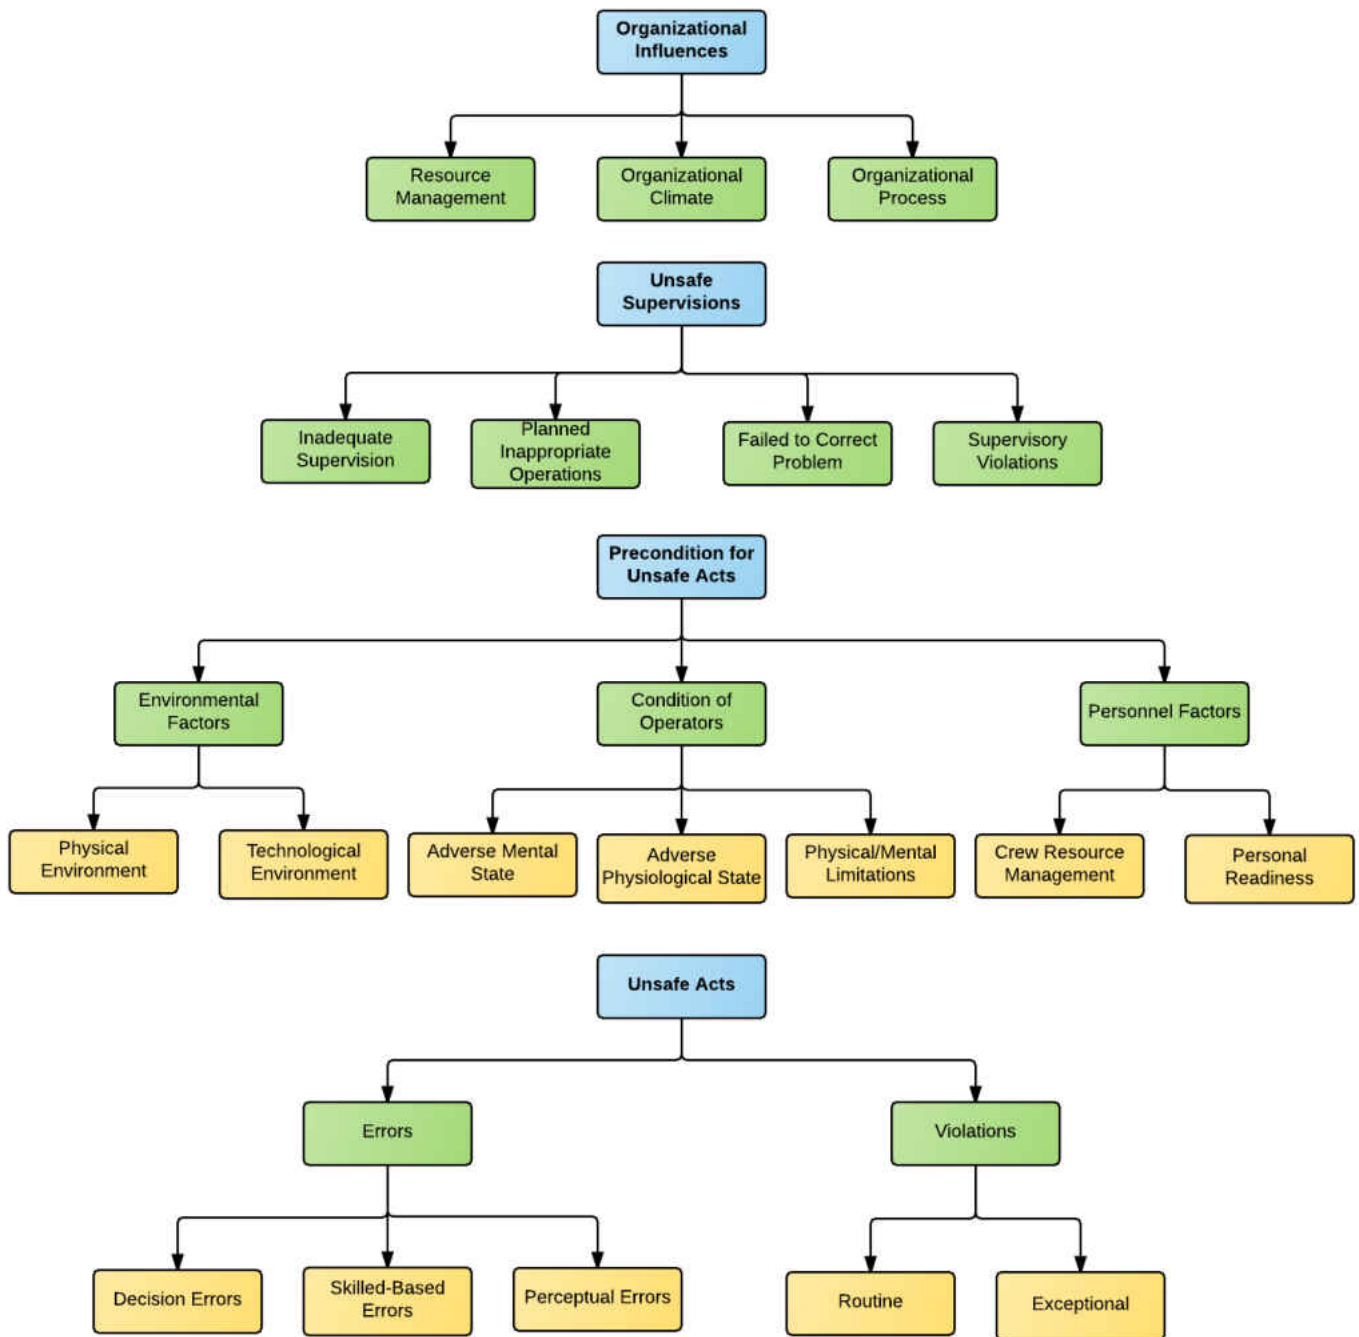 Organizational
Influences
Resource
Management
Organizational
Climate
Organizational
Process
Unsafe
Supervisions
Inadequate
Supervision
Planned
Inappropriate
Operations
Failed to Correct
Problem
Supervisory
Violations
Precondition for
Unsafe Acts
Environmental
Factors
Condition of
Operators
Personnel Factors
Physical
Environment
Technological
Environment
Adverse Mental
State
Adverse
Physiological State
Physical/Mental
Limitations
Crew Resource
Management
Personal
Readiness
Unsafe Acts
Errors
Violations
Decision Errors
Skilled-Based
Errors
Perceptual Errors
Routine
Exceptional